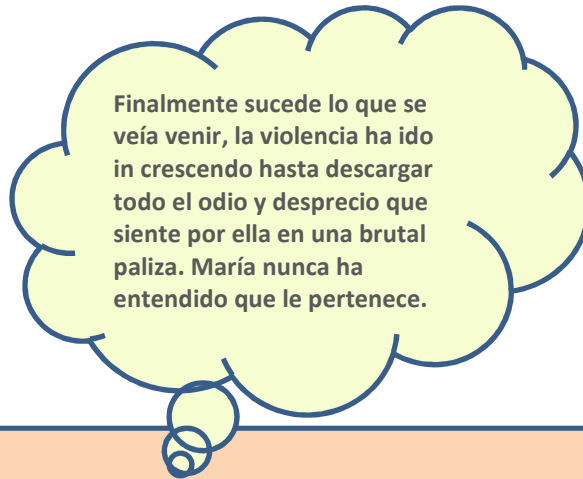 Finalmente sucede lo que se
veía venir, la violencia ha ido
in crescendo hasta descargar
todo el odio y desprecio que
siente por ella en una brutal
paliza. María nunca ha
entendido que le pertenece.